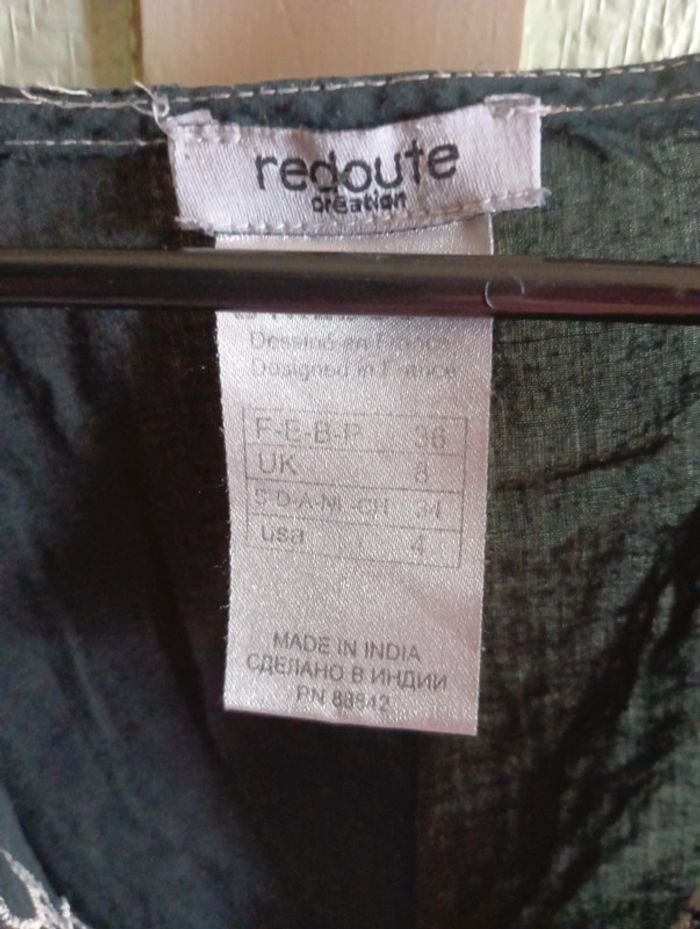 redoute
création
Dessiné en France
Designed in France
F-E-B-P 36
UK 8
S-D-A-NL-CH 34
usa 4
MADE IN INDIA
СДЕЛАНО В ИНДИИ
PN 83842